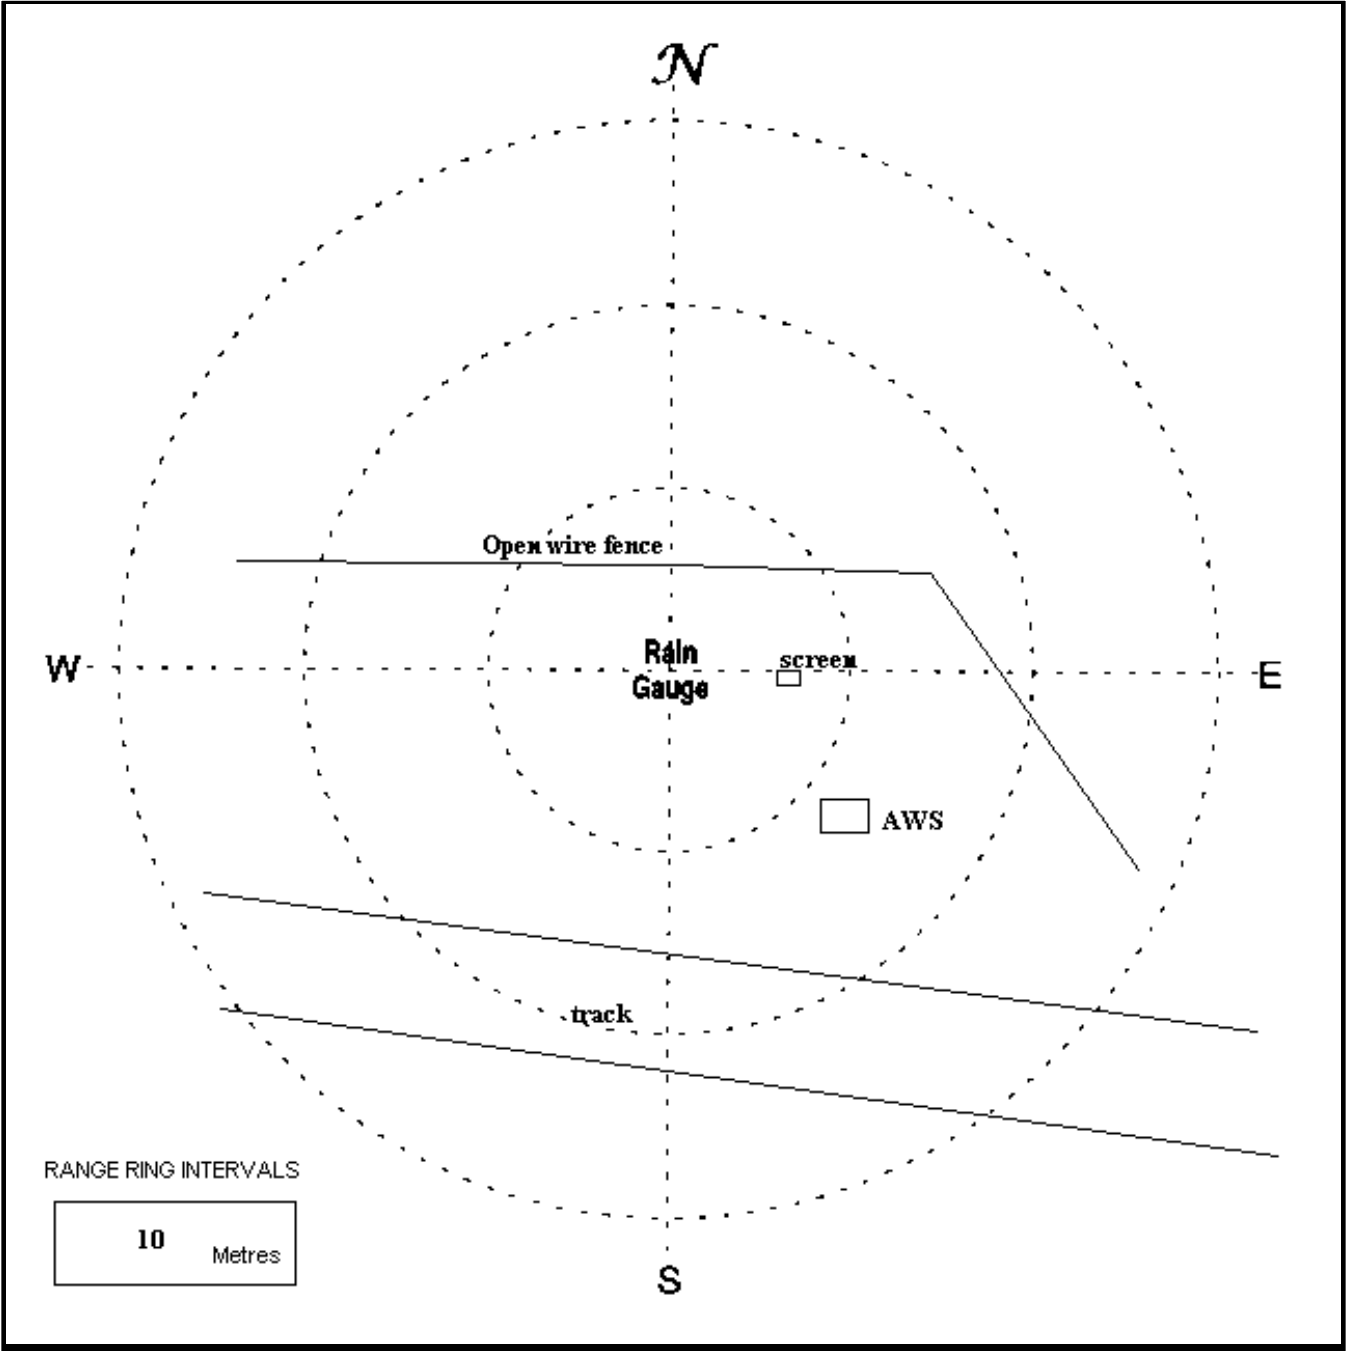 N
Open wire fence
W
Rain
Gauge
screen
E
AWS
track
RANGE RING INTERVALS
10 Metres
S